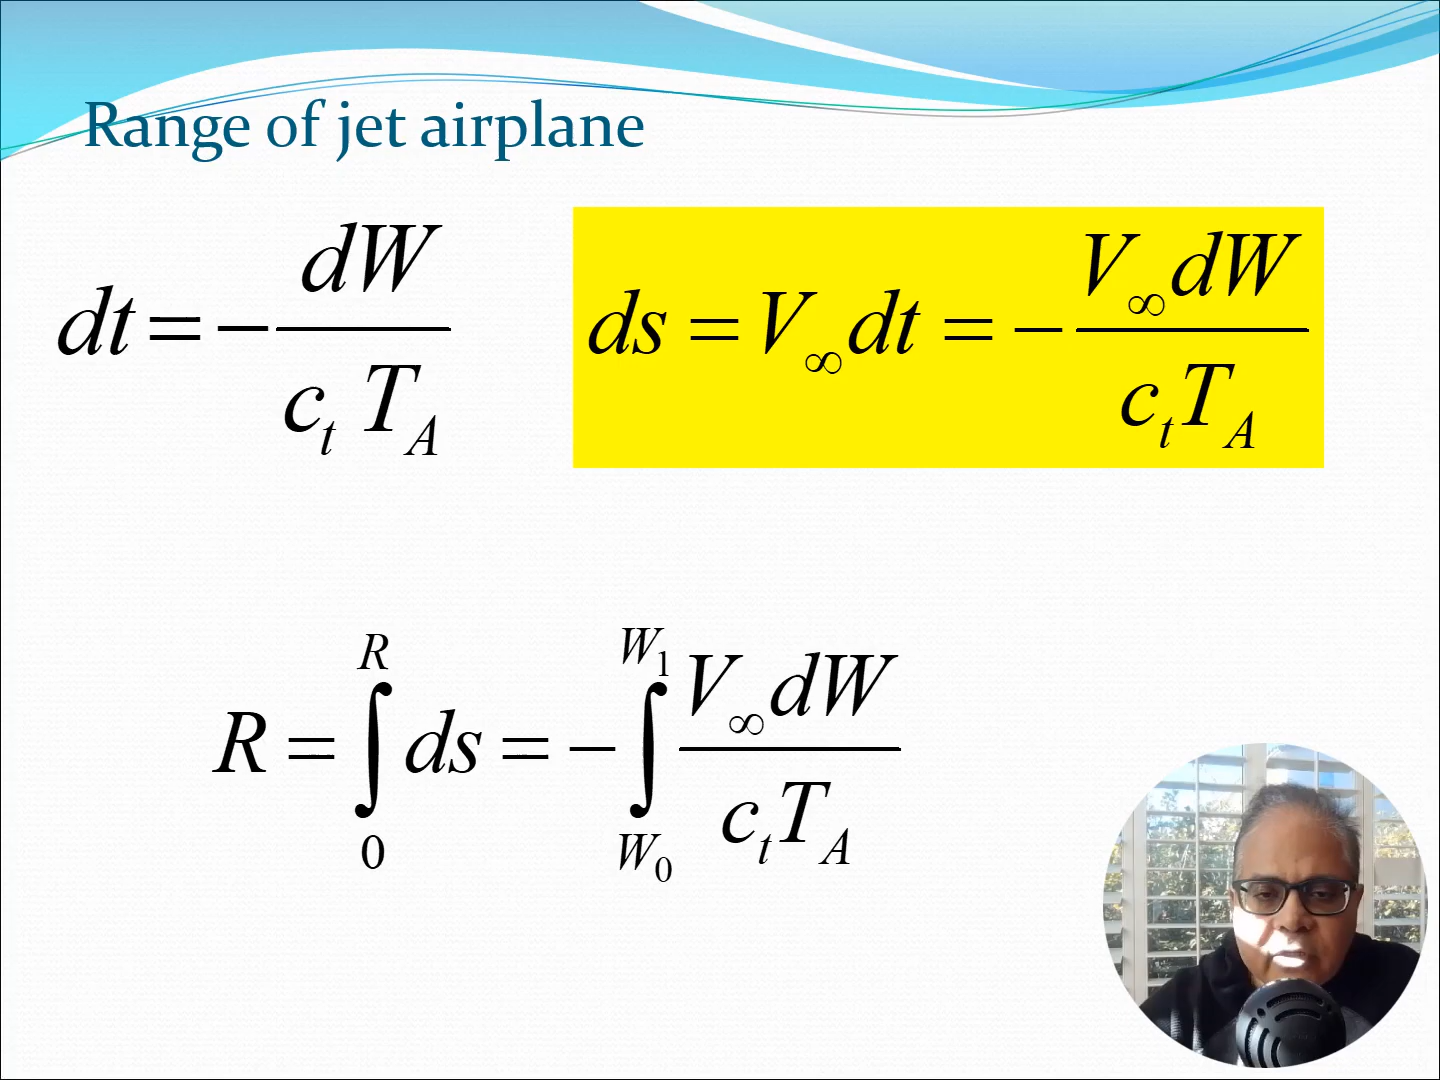 Range of jet airplane
dt = − dW / c_t T_A
ds = V_∞ dt = − V_∞ dW / c_t T_A
R = ∫_0^R ds = − ∫_{W_0}^{W_1} V_∞ dW / c_t T_A